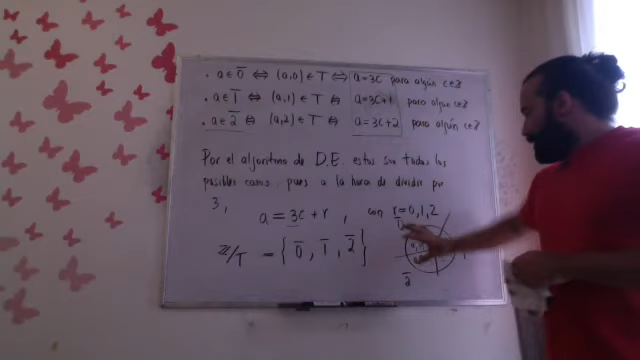 · a ∈ 0̅ ⟺ (a,0) ∈ T ⟺ a=3c para algún c∈ℤ
· a ∈ 1̅ ⟺ (a,1) ∈ T ⟺ a=3c+1 para algún c∈ℤ
· a ∈ 2̅ ⟺ (a,2) ∈ T ⟺ a=3c+2 para algún c∈ℤ
Por el algoritmo de D.E. estos son todos los
posibles casos, pues a la hora de dividir por
3,
a = 3c + r, con r=0,1,2
ℤ/T = {0̅, 1̅, 2̅}
2̅